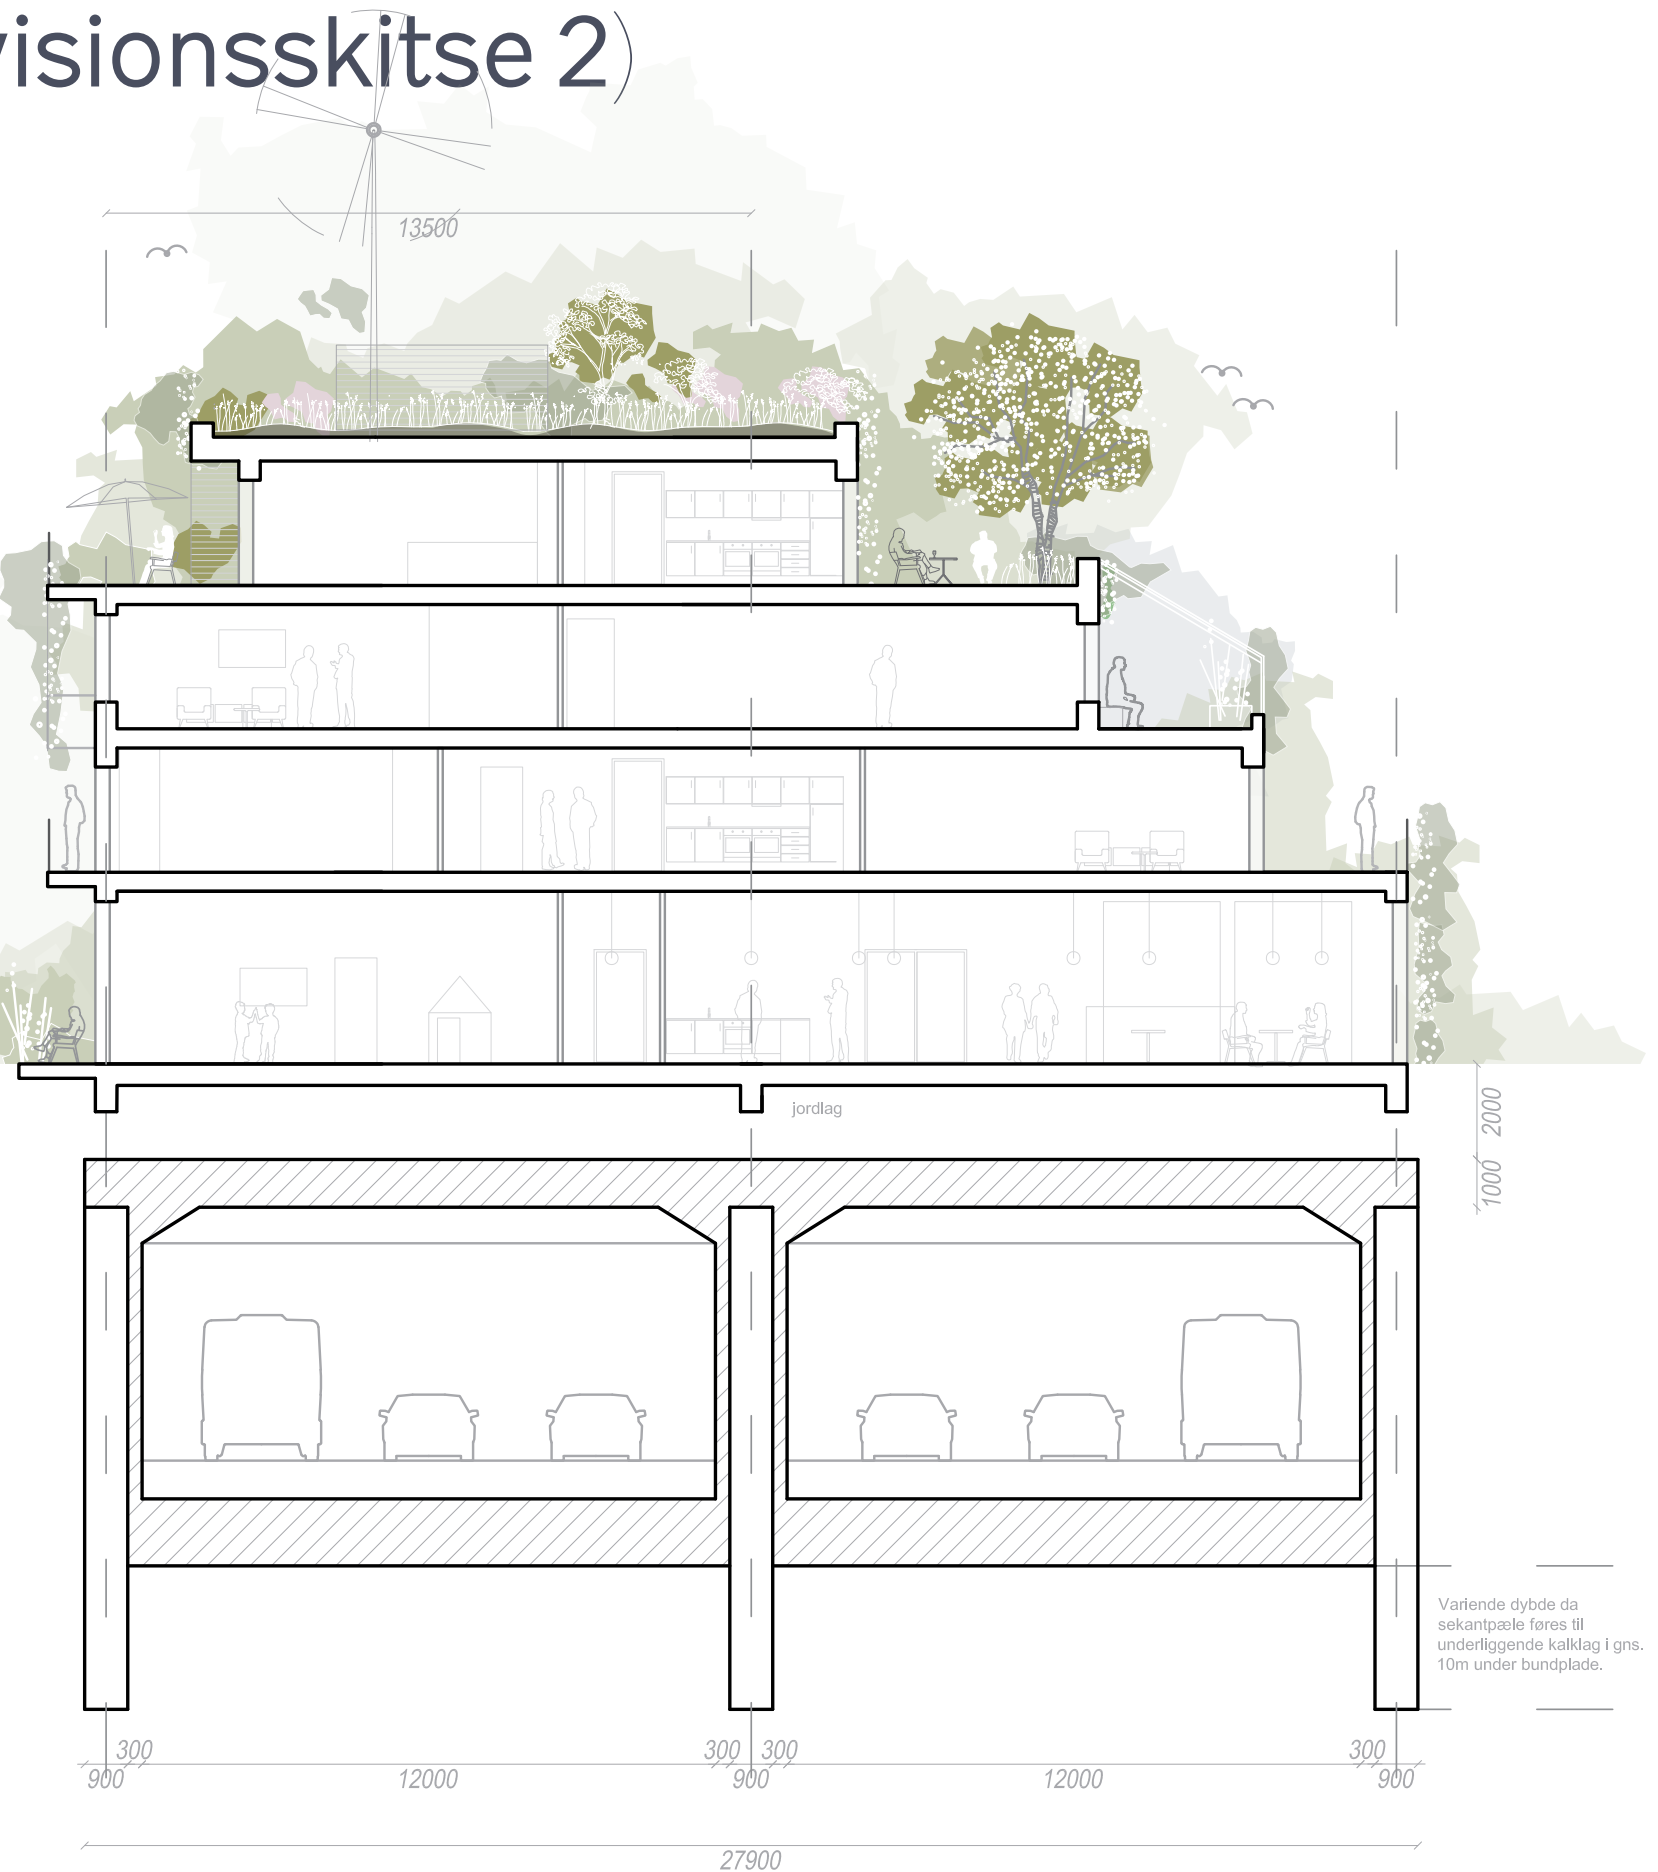 visionsskitse 2)
13500
jordlag
2000
1000
Variende dybde da
sekantpæle føres til
underliggende kalklag i gns.
10m under bundplade.
300 300 300 300
900 12000 900 12000 900
27900